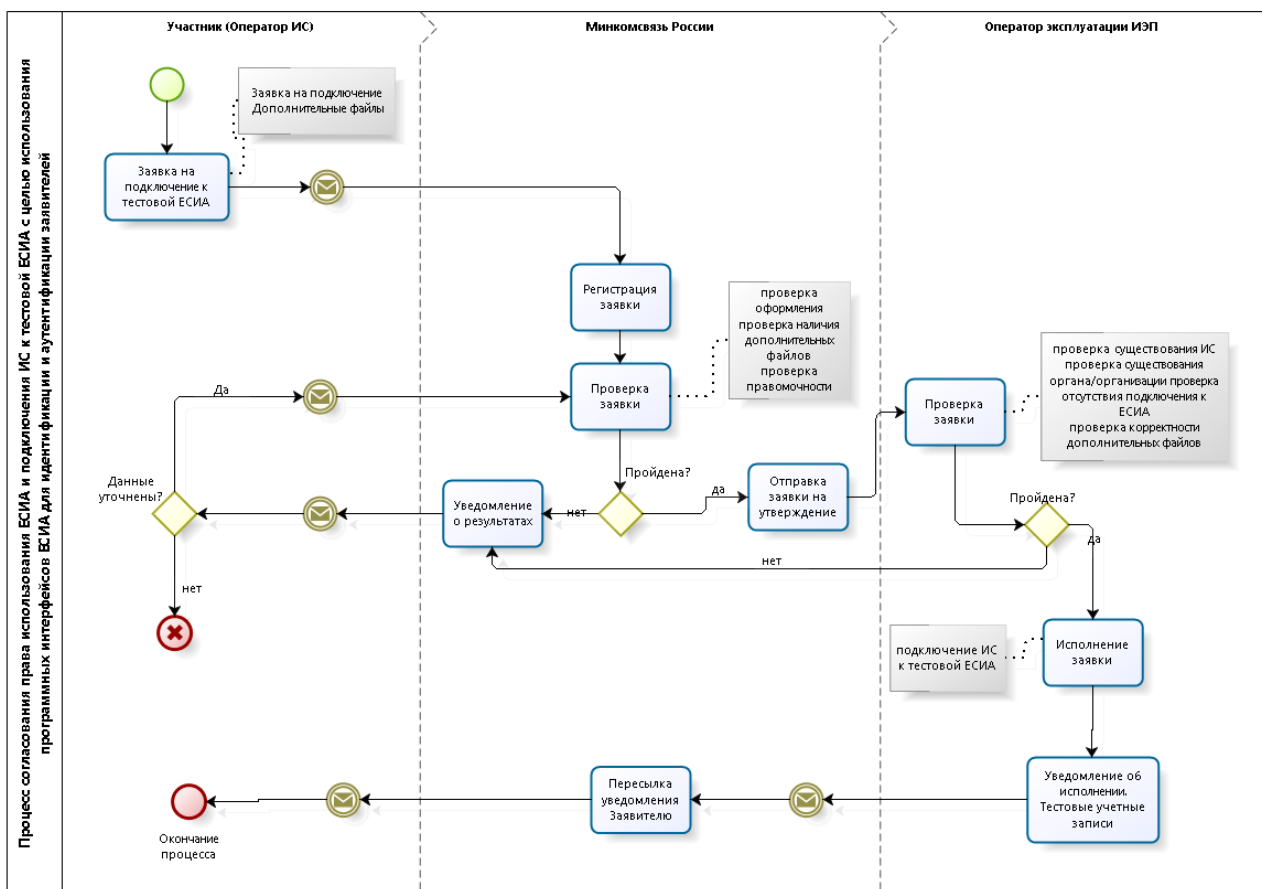 Процесс согласования права использования ЕСИА и подключения ИС к тестовой ЕСИА с целью использования
программных интерфейсов ЕСИА для идентификации и аутентификации заявителей
Участник (Оператор ИС)
Минкомсвязь России
Оператор эксплуатации ИЭП
Заявка на подключение
Дополнительные файлы
Заявка на
подключение к
тестовой ЕСИА
Регистрация
заявки
проверка
оформления
проверка наличия
дополнительных
файлов
проверка
правомочности
Проверка
заявки
проверка существования ИС
проверка существования
органа/организации проверка
отсутствия подключения к
ЕСИА
проверка корректности
дополнительных файлов
Проверка
заявки
Да
Данные
уточнены?
нет
Уведомление
о результатах
нет
Пройдена?
да
Отправка
заявки на
утверждение
Пройдена?
да
нет
подключение ИС
к тестовой ЕСИА
Исполнение
заявки
Уведомление об
исполнении.
Тестовые учетные
записи
Пересылка
уведомления
Заявителю
Окончание
процесса